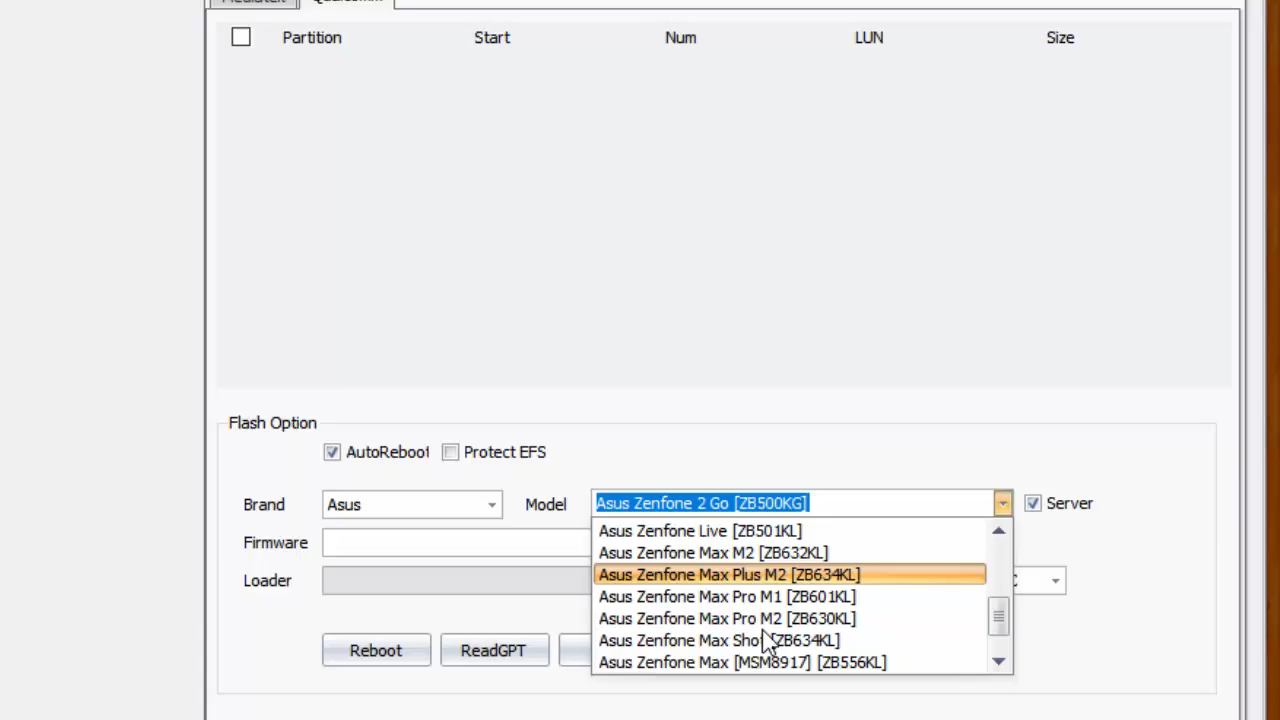 Mediatek Qualcomm
Partition Start Num LUN Size
Flash Option
AutoReboot Protect EFS
Brand Asus Model Asus Zenfone 2 Go [ZB500KG] Server
Asus Zenfone Live [ZB501KL]
Firmware
Asus Zenfone Max M2 [ZB632KL]
Loader Asus Zenfone Max Plus M2 [ZB634KL]
Asus Zenfone Max Pro M1 [ZB601KL]
Asus Zenfone Max Pro M2 [ZB630KL]
Asus Zenfone Max Shot [ZB634KL]
Reboot ReadGPT
Asus Zenfone Max [MSM8917] [ZB556KL]